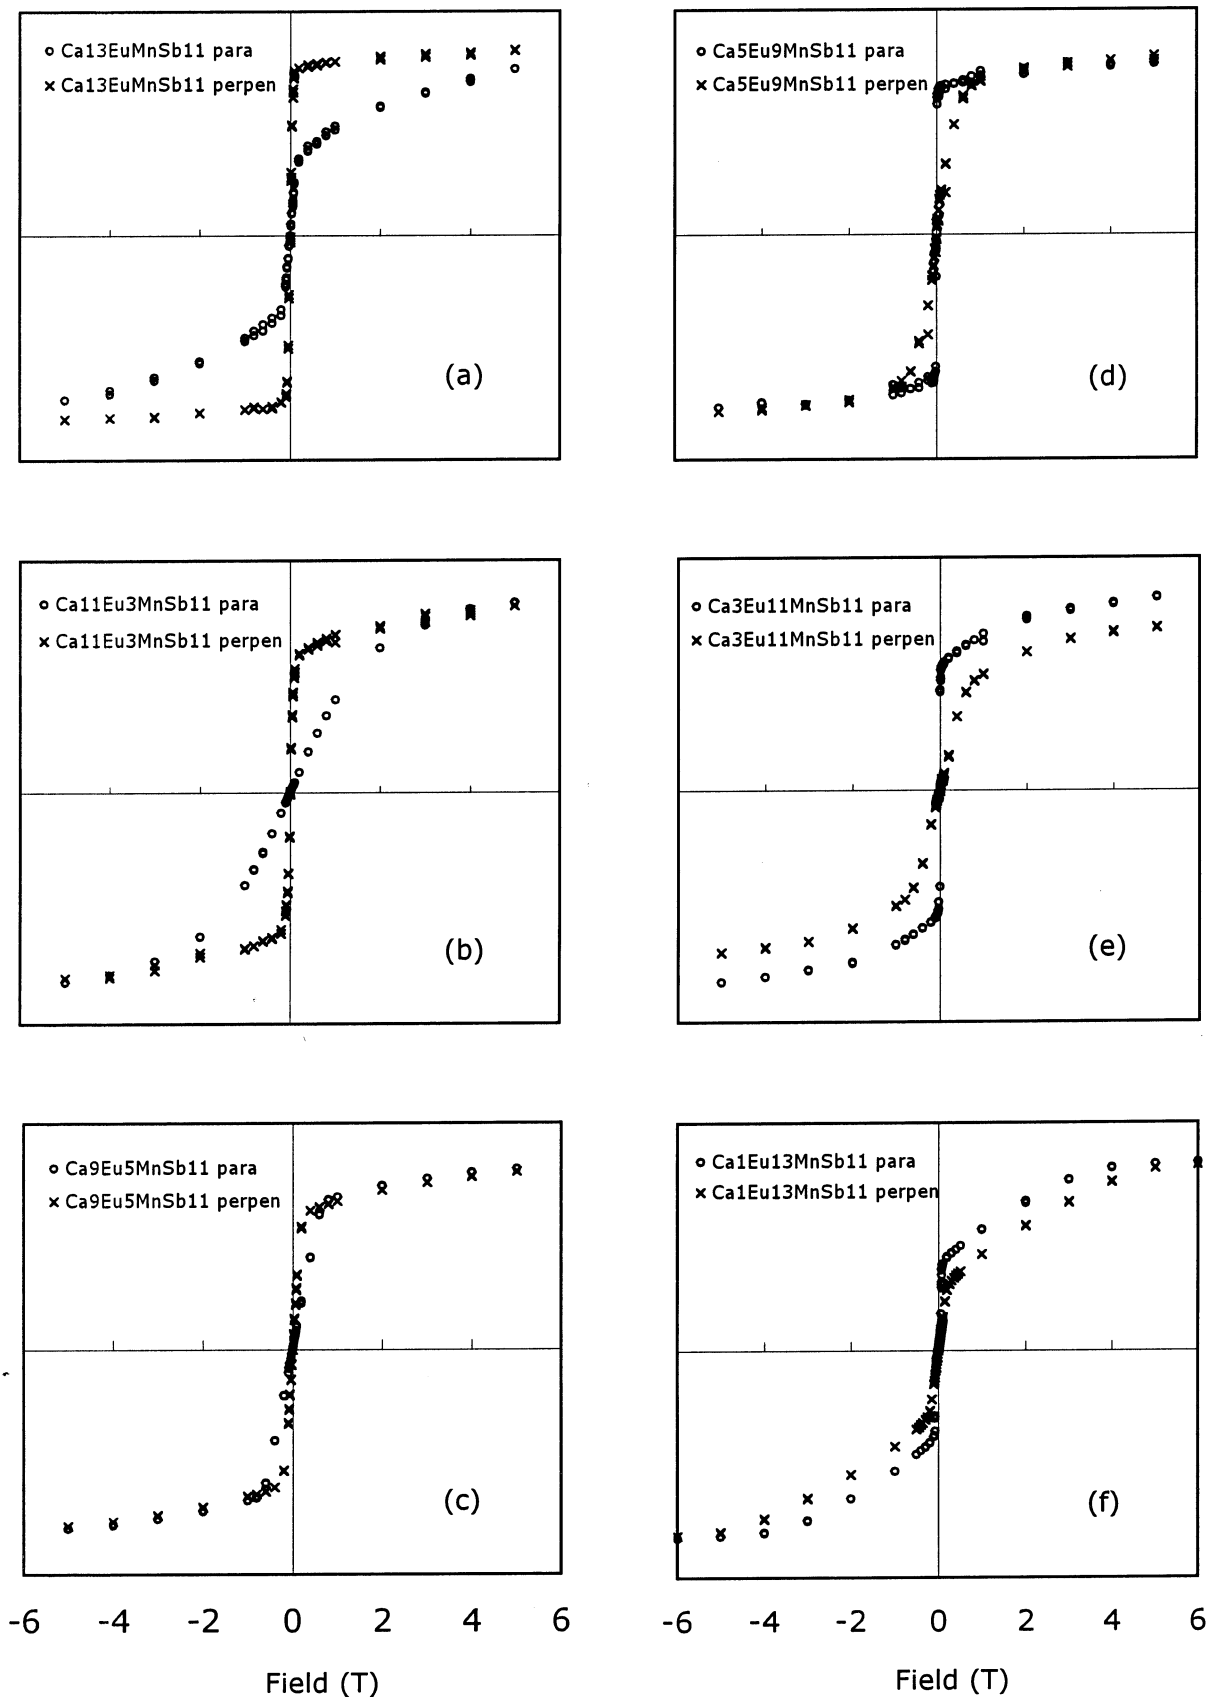 Ca13EuMnSb11 para
Ca13EuMnSb11 perpen
(a)
Ca5Eu9MnSb11 para
Ca5Eu9MnSb11 perpen
(d)
Ca11Eu3MnSb11 para
Ca11Eu3MnSb11 perpen
(b)
Ca3Eu11MnSb11 para
Ca3Eu11MnSb11 perpen
(e)
Ca9Eu5MnSb11 para
Ca9Eu5MnSb11 perpen
(c)
-6 -4 -2 0 2 4 6
Field (T)
Ca1Eu13MnSb11 para
Ca1Eu13MnSb11 perpen
(f)
-6 -4 -2 0 2 4 6
Field (T)